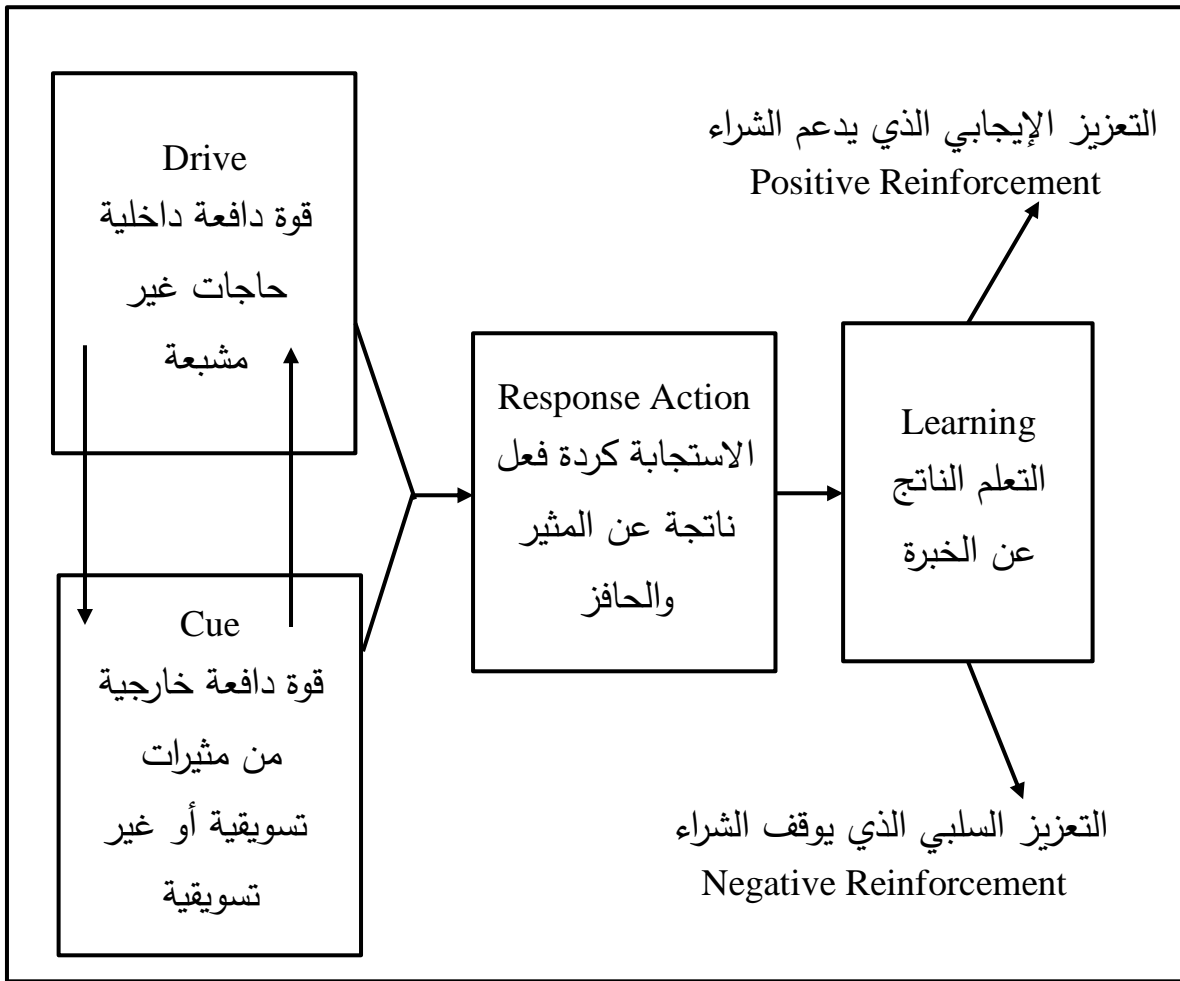 Drive
قوة دافعة داخلية
حاجات غير
مشبعة
Cue
قوة دافعة خارجية
من مثيرات
تسويقية أو غير
تسويقية
Response Action
الاستجابة كردة فعل
ناتجة عن المثير
والحافز
Learning
التعلم الناتج
عن الخبرة
التعزيز الإيجابي الذي يدعم الشراء
Positive Reinforcement
التعزيز السلبي الذي يوقف الشراء
Negative Reinforcement